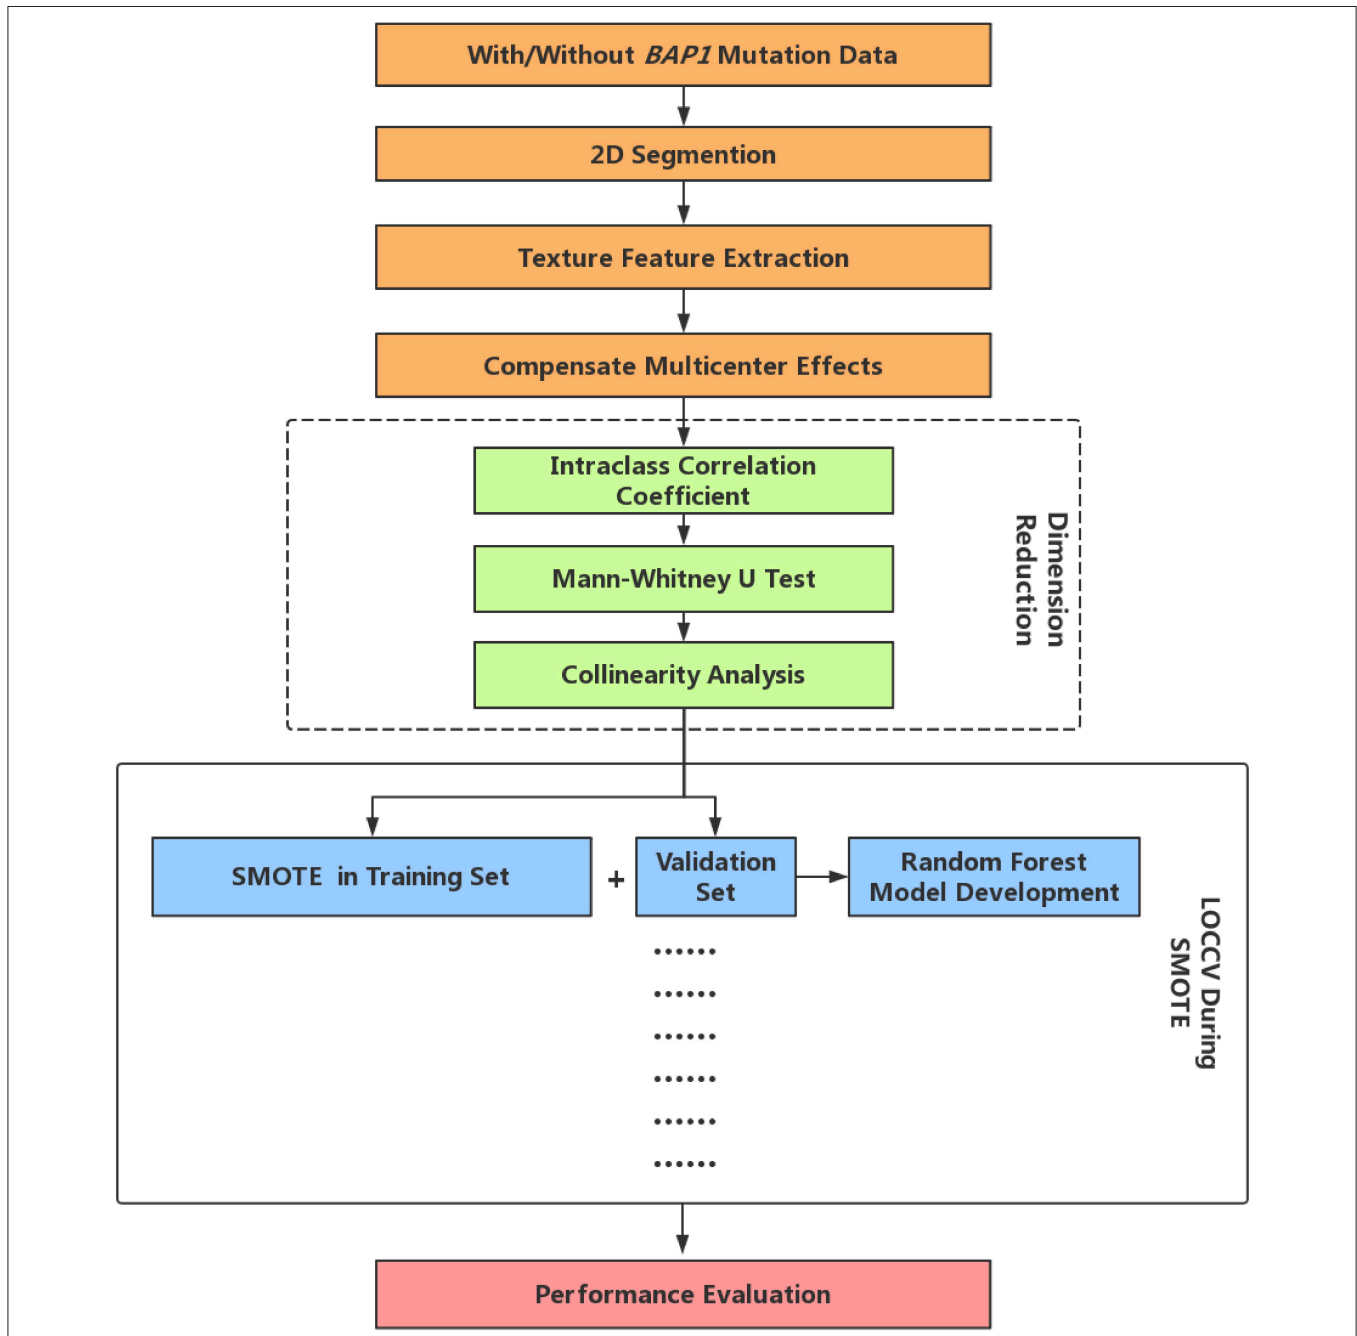 With/Without BAP1 Mutation Data
2D Segmention
Texture Feature Extraction
Compensate Multicenter Effects
Intraclass Correlation
Coefficient
Mann-Whitney U Test
Collinearity Analysis
Dimension
Reduction
SMOTE in Training Set
+
Validation
Set
Random Forest
Model Development
LOCCV During
SMOTE
......
......
......
......
......
......
Performance Evaluation